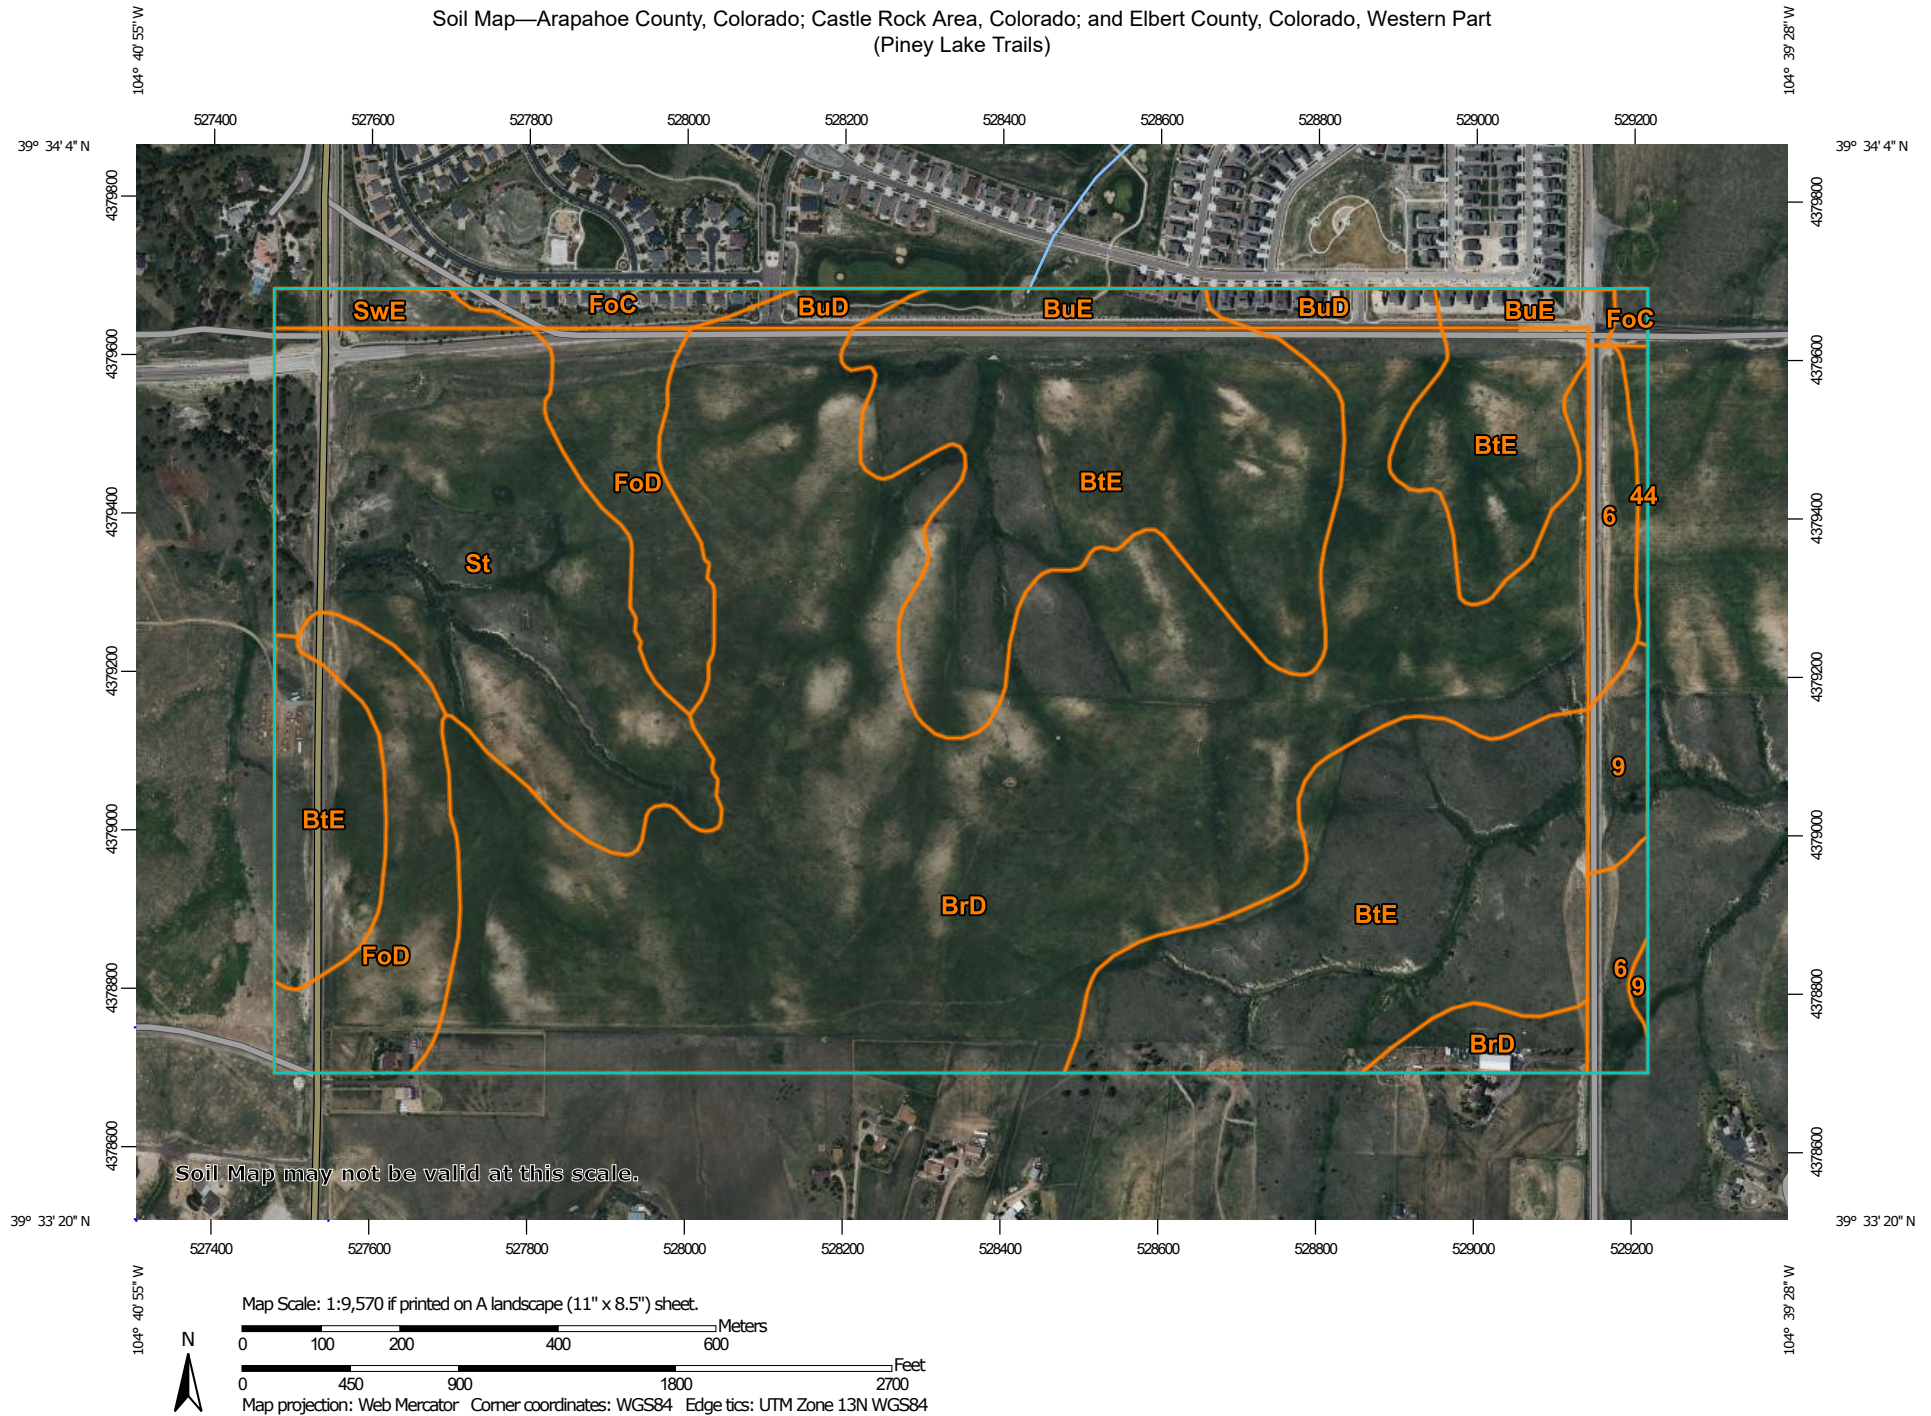 Soil Map—Arapahoe County, Colorado; Castle Rock Area, Colorado; and Elbert County, Colorado, Western Part
(Piney Lake Trails)
104° 40' 55" W
104° 39' 28" W
527400 527600 527800 528000 528200 528400 528600 528800 529000 529200
39° 34' 4" N
39° 34' 4" N
4379800
4379800
SwE FoC BuD BuE BuD BuE FoC
4379600
4379600
BtE
FoD BtE
44
6
4379400
4379400
St
4379200
4379200
9
BtE
4379000
4379000
BrD BtE
FoD
6
9
4378800
4378800
BrD
4378600
4378600
Soil Map may not be valid at this scale.
39° 33' 20" N
39° 33' 20" N
527400 527600 527800 528000 528200 528400 528600 528800 529000 529200
104° 40' 55" W
104° 39' 28" W
Map Scale: 1:9,570 if printed on A landscape (11" x 8.5") sheet.
Meters
0 100 200 400 600
N
Feet
0 450 900 1800 2700
Map projection: Web Mercator Corner coordinates: WGS84 Edge tics: UTM Zone 13N WGS84